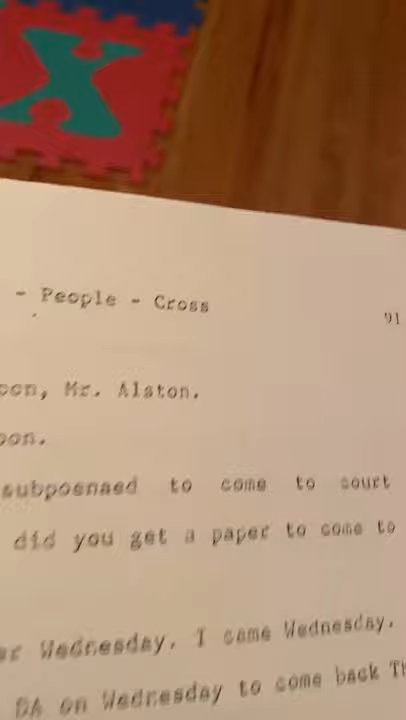 X
- People - Cross
91
oon, Mr. Alston.
oon.
subpoenaed to come to court
did you get a paper to come to
er Wednesday, I came Wednesday.
DA on Wednesday to come back Th